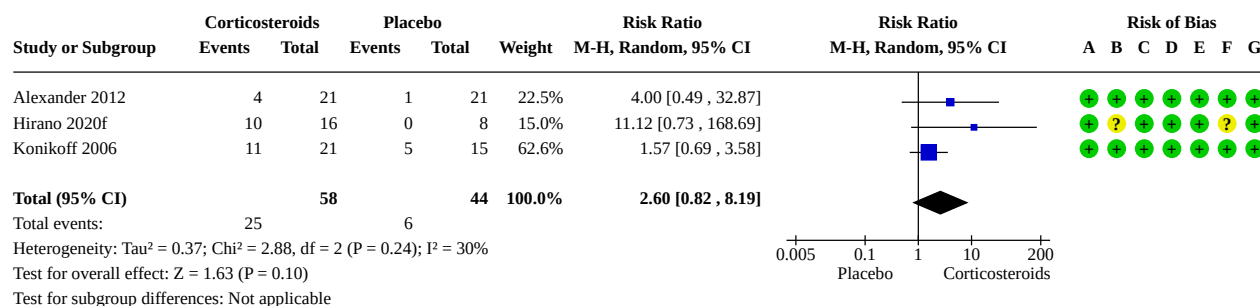 Corticosteroids Placebo Risk Ratio Risk Ratio Risk of Bias
Study or Subgroup Events Total Events Total Weight M-H, Random, 95% CI M-H, Random, 95% CI A B C D E F G
Alexander 2012 4 21 1 21 22.5% 4.00 [0.49 , 32.87] + + + + + + +
Hirano 2020f 10 16 0 8 15.0% 11.12 [0.73 , 168.69] + ? + + + ? +
Konikoff 2006 11 21 5 15 62.6% 1.57 [0.69 , 3.58] + + + + + + +
Total (95% CI) 58 44 100.0% 2.60 [0.82 , 8.19]
Total events: 25 6
Heterogeneity: Tau² = 0.37; Chi² = 2.88, df = 2 (P = 0.24); I² = 30% 0.005 0.1 1 10 200
Test for overall effect: Z = 1.63 (P = 0.10) Placebo Corticosteroids
Test for subgroup differences: Not applicable